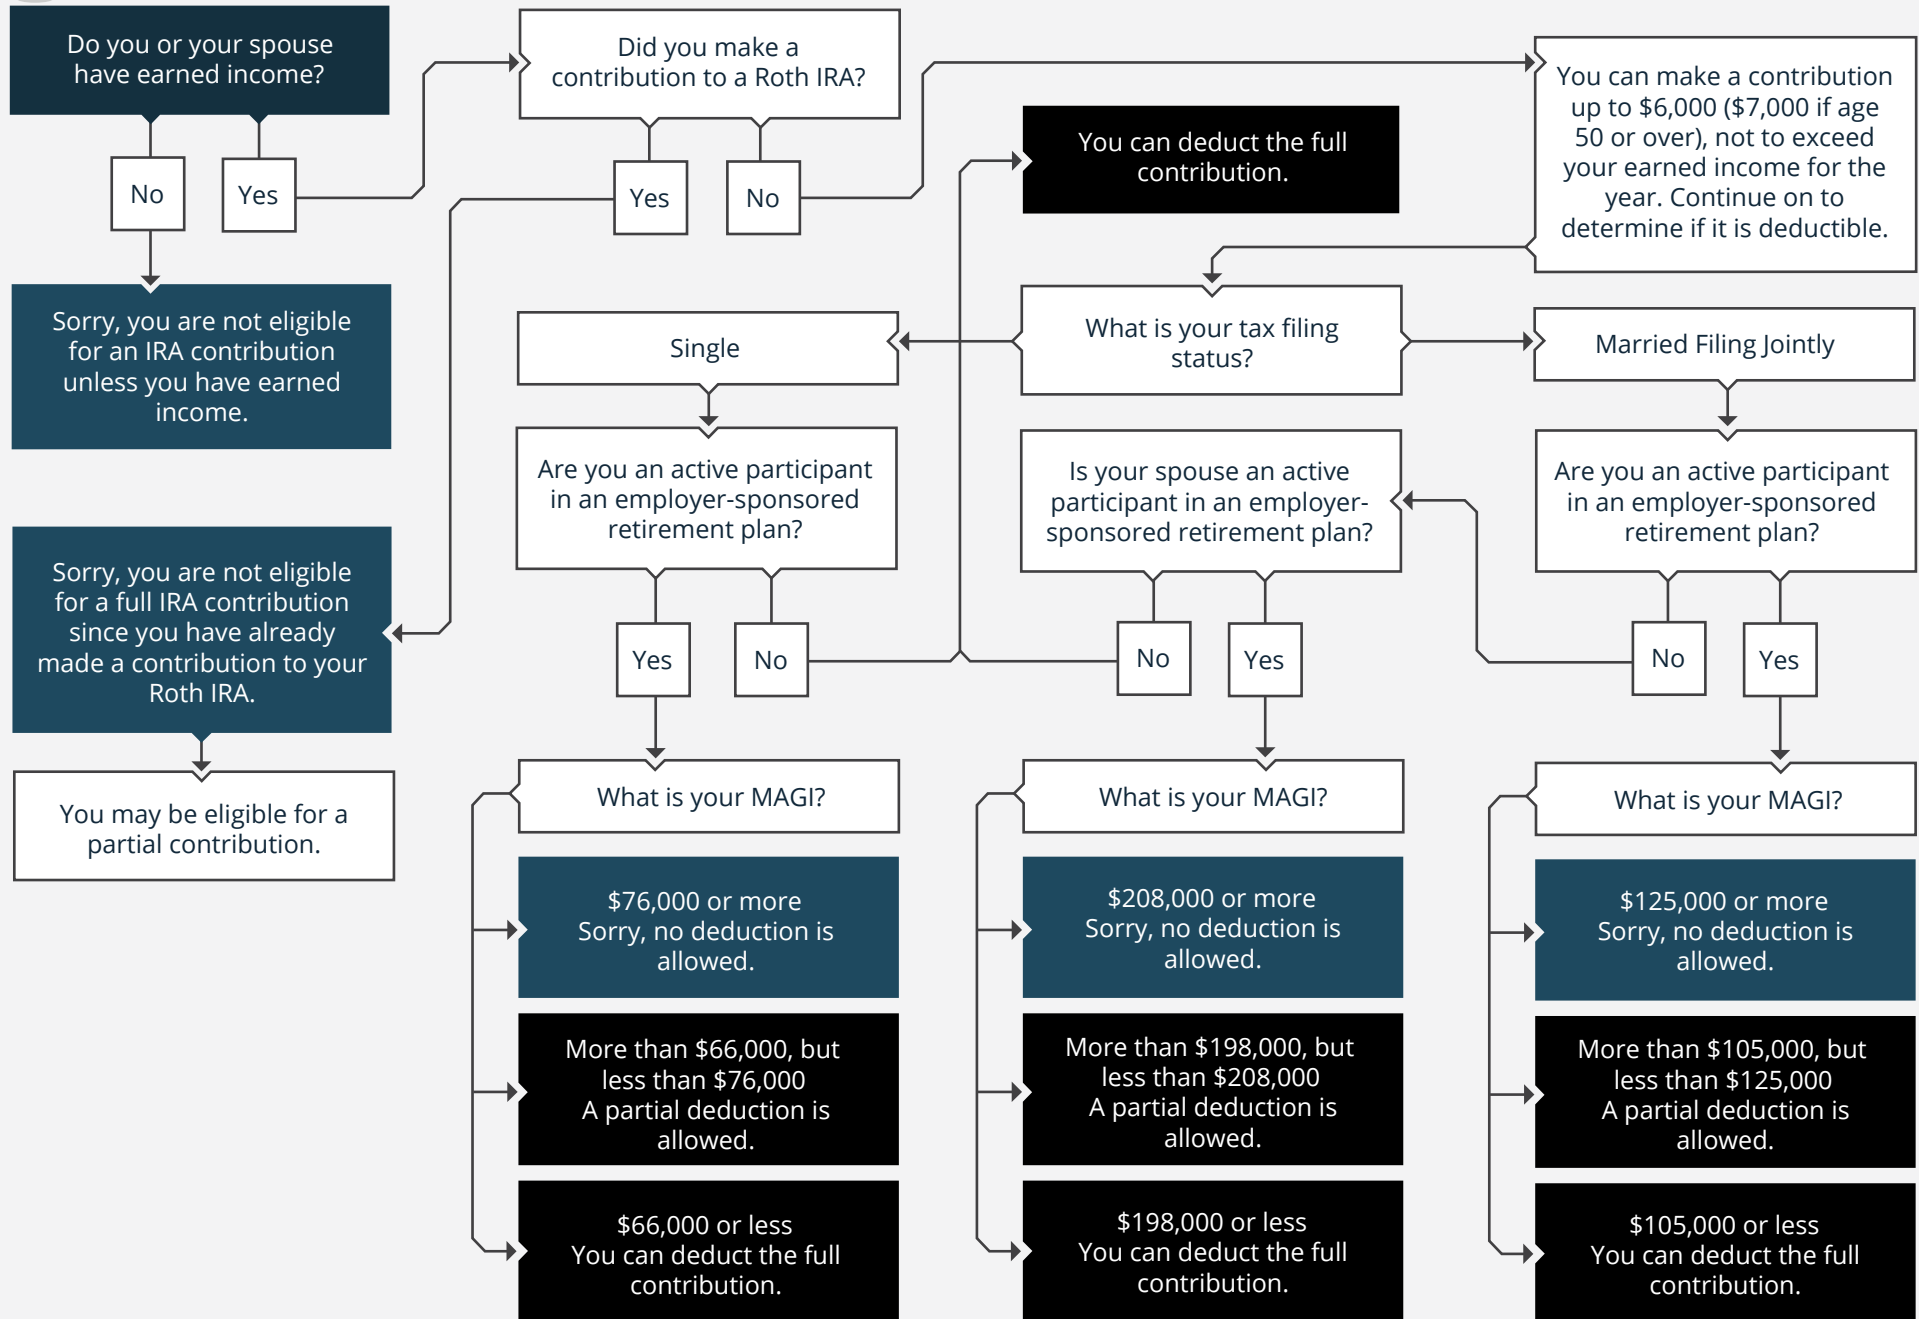 Do you or your spouse
have earned income?
No
Yes
Sorry, you are not eligible
for an IRA contribution
unless you have earned
income.
Did you make a
contribution to a Roth IRA?
Yes
No
Sorry, you are not eligible
for a full IRA contribution
since you have already
made a contribution to your
Roth IRA.
You may be eligible for a
partial contribution.
You can make a contribution
up to $6,000 ($7,000 if age
50 or over), not to exceed
your earned income for the
year. Continue on to
determine if it is deductible.
You can deduct the full
contribution.
What is your tax filing
status?
Single
Married Filing Jointly
Are you an active participant
in an employer-sponsored
retirement plan?
Yes
No
Is your spouse an active
participant in an employer-
sponsored retirement plan?
No
Yes
Are you an active participant
in an employer-sponsored
retirement plan?
No
Yes
What is your MAGI?
$76,000 or more
Sorry, no deduction is
allowed.
More than $66,000, but
less than $76,000
A partial deduction is
allowed.
$66,000 or less
You can deduct the full
contribution.
What is your MAGI?
$208,000 or more
Sorry, no deduction is
allowed.
More than $198,000, but
less than $208,000
A partial deduction is
allowed.
$198,000 or less
You can deduct the full
contribution.
What is your MAGI?
$125,000 or more
Sorry, no deduction is
allowed.
More than $105,000, but
less than $125,000
A partial deduction is
allowed.
$105,000 or less
You can deduct the full
contribution.